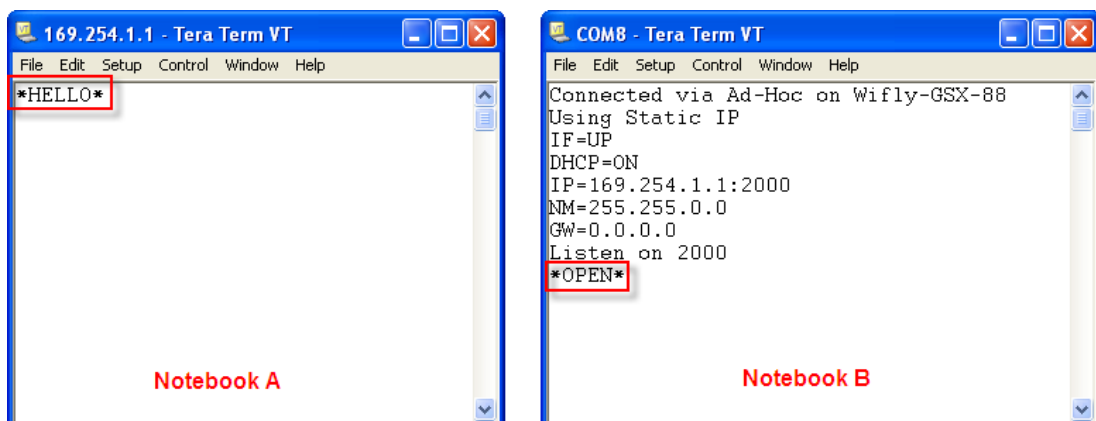 169.254.1.1 - Tera Term VT
File Edit Setup Control Window Help
*HELLO*
Notebook A
COM8 - Tera Term VT
File Edit Setup Control Window Help
Connected via Ad-Hoc on Wifly-GSX-88
Using Static IP
IF=UP
DHCP=ON
IP=169.254.1.1:2000
NM=255.255.0.0
GW=0.0.0.0
Listen on 2000
*OPEN*
Notebook B